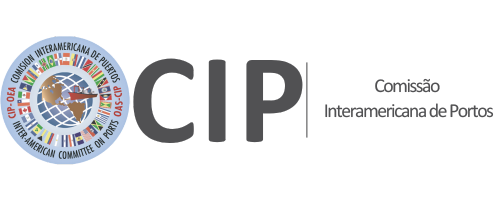 COMISION INTERAMERICANA DE PUERTOS
CIP-OEA
OAS-CIP
INTER-AMERICAN COMMITTEE ON PORTS
CIP
Comissão
Interamericana de Portos